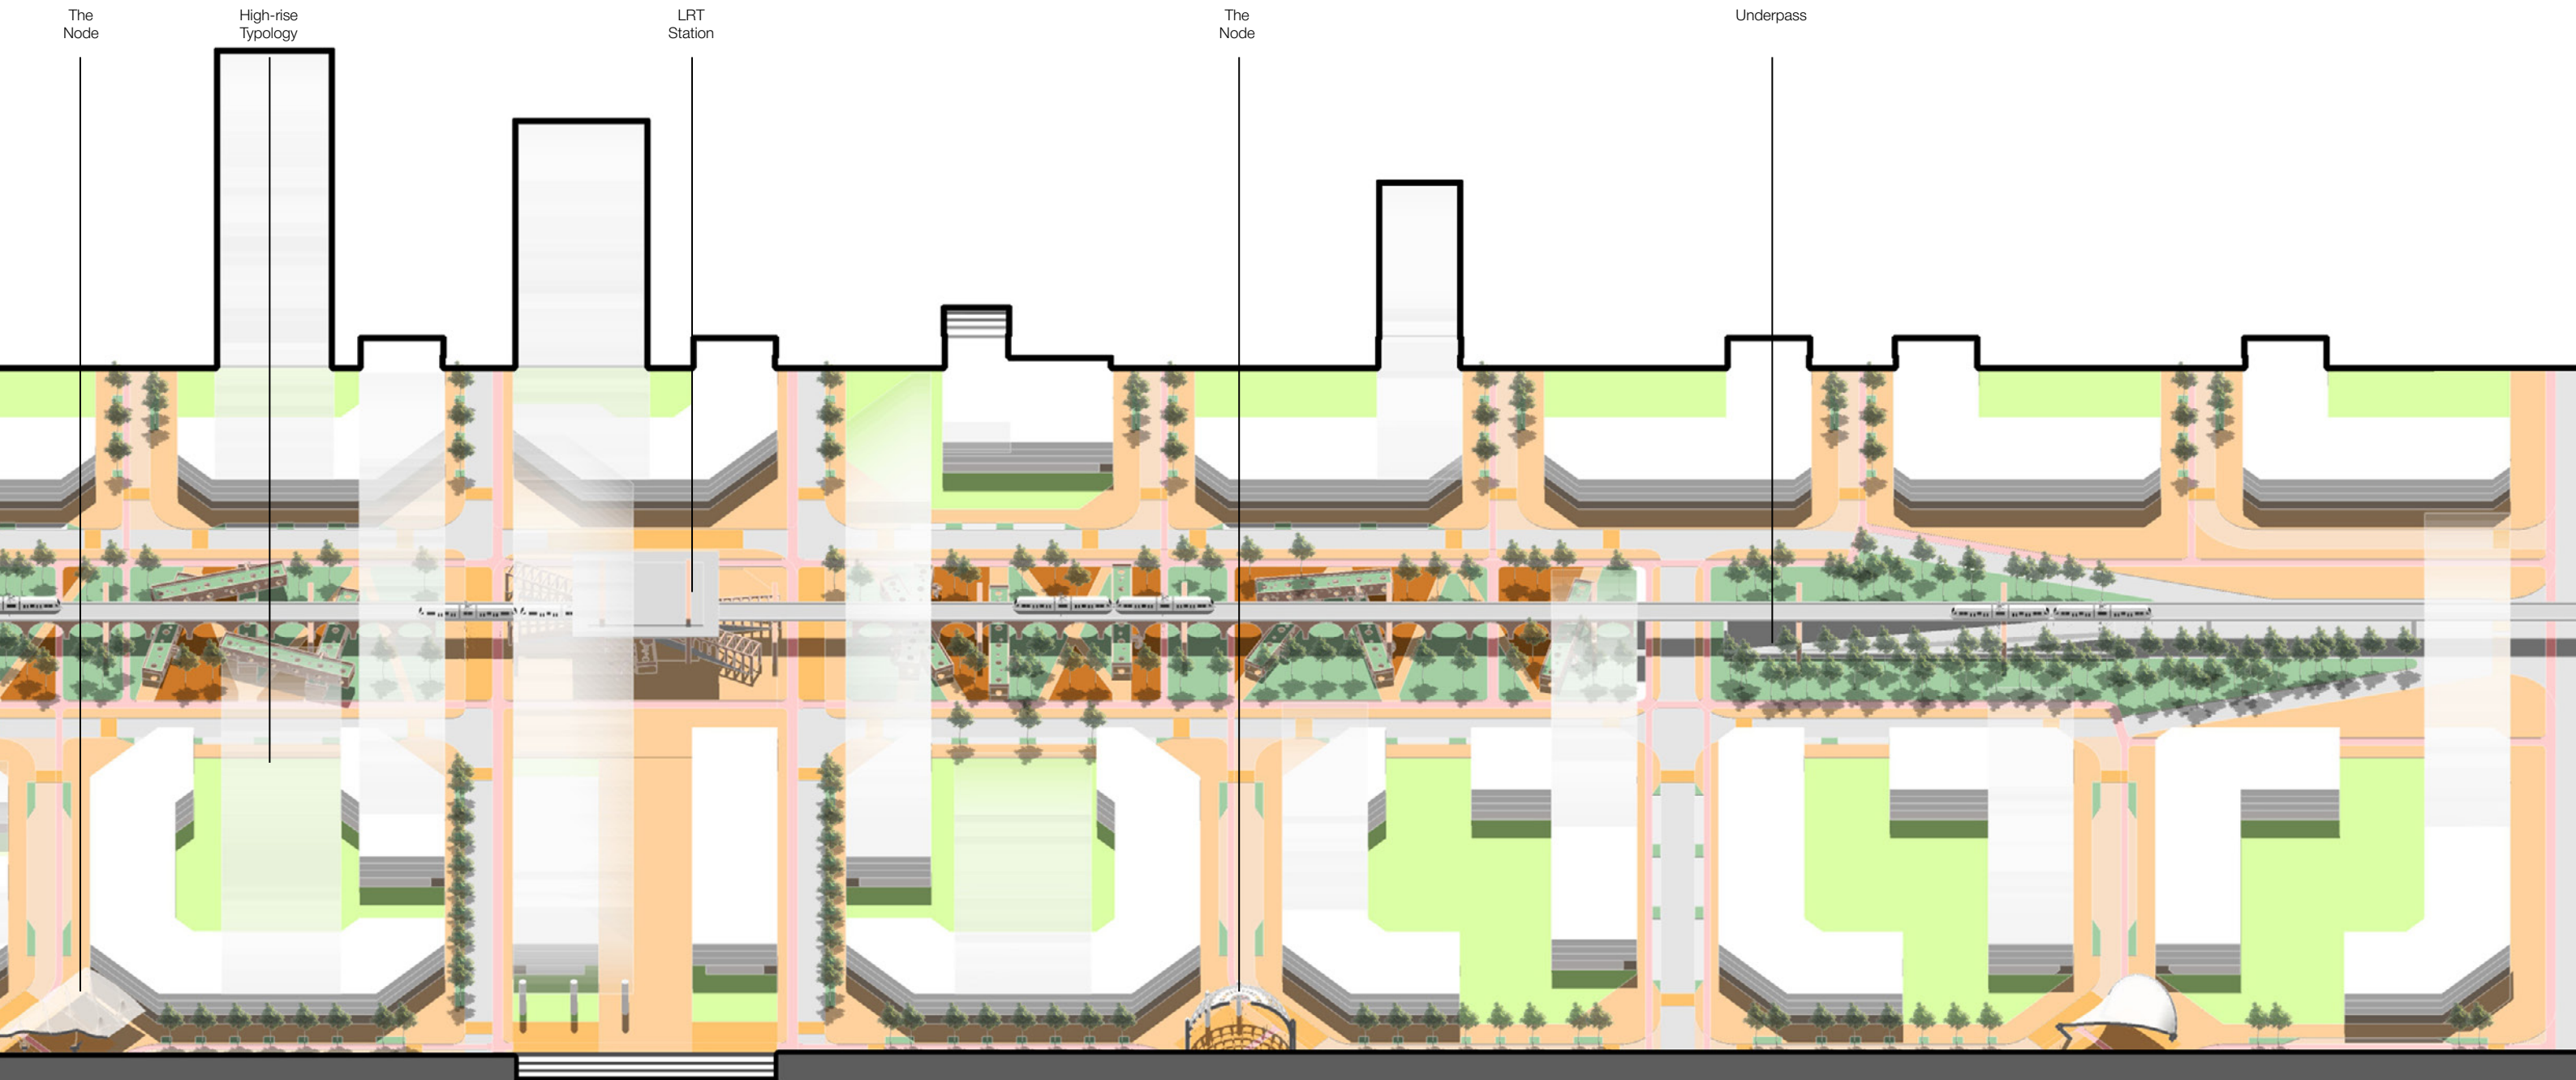 The
Node
High-rise
Typology
LRT
Station
The
Node
Underpass